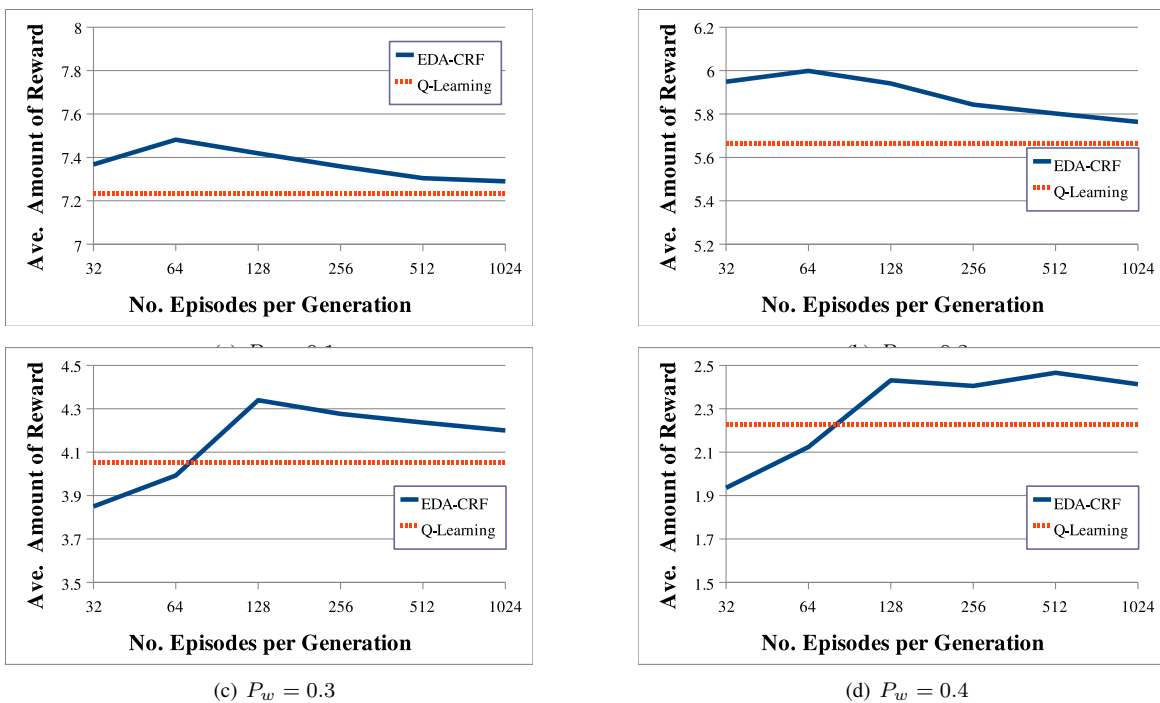 8
7.8
7.6
7.4
7.2
7
Ave. Amount of Reward
EDA-CRF
Q-Learning
32 64 128 256 512 1024
No. Episodes per Generation
6.2
6
5.8
5.6
5.4
5.2
Ave. Amount of Reward
EDA-CRF
Q-Learning
32 64 128 256 512 1024
No. Episodes per Generation
4.5
4.3
4.1
3.9
3.7
3.5
Ave. Amount of Reward
EDA-CRF
Q-Learning
32 64 128 256 512 1024
No. Episodes per Generation
(c) P_w = 0.3
2.5
2.3
2.1
1.9
1.7
1.5
Ave. Amount of Reward
EDA-CRF
Q-Learning
32 64 128 256 512 1024
No. Episodes per Generation
(d) P_w = 0.4